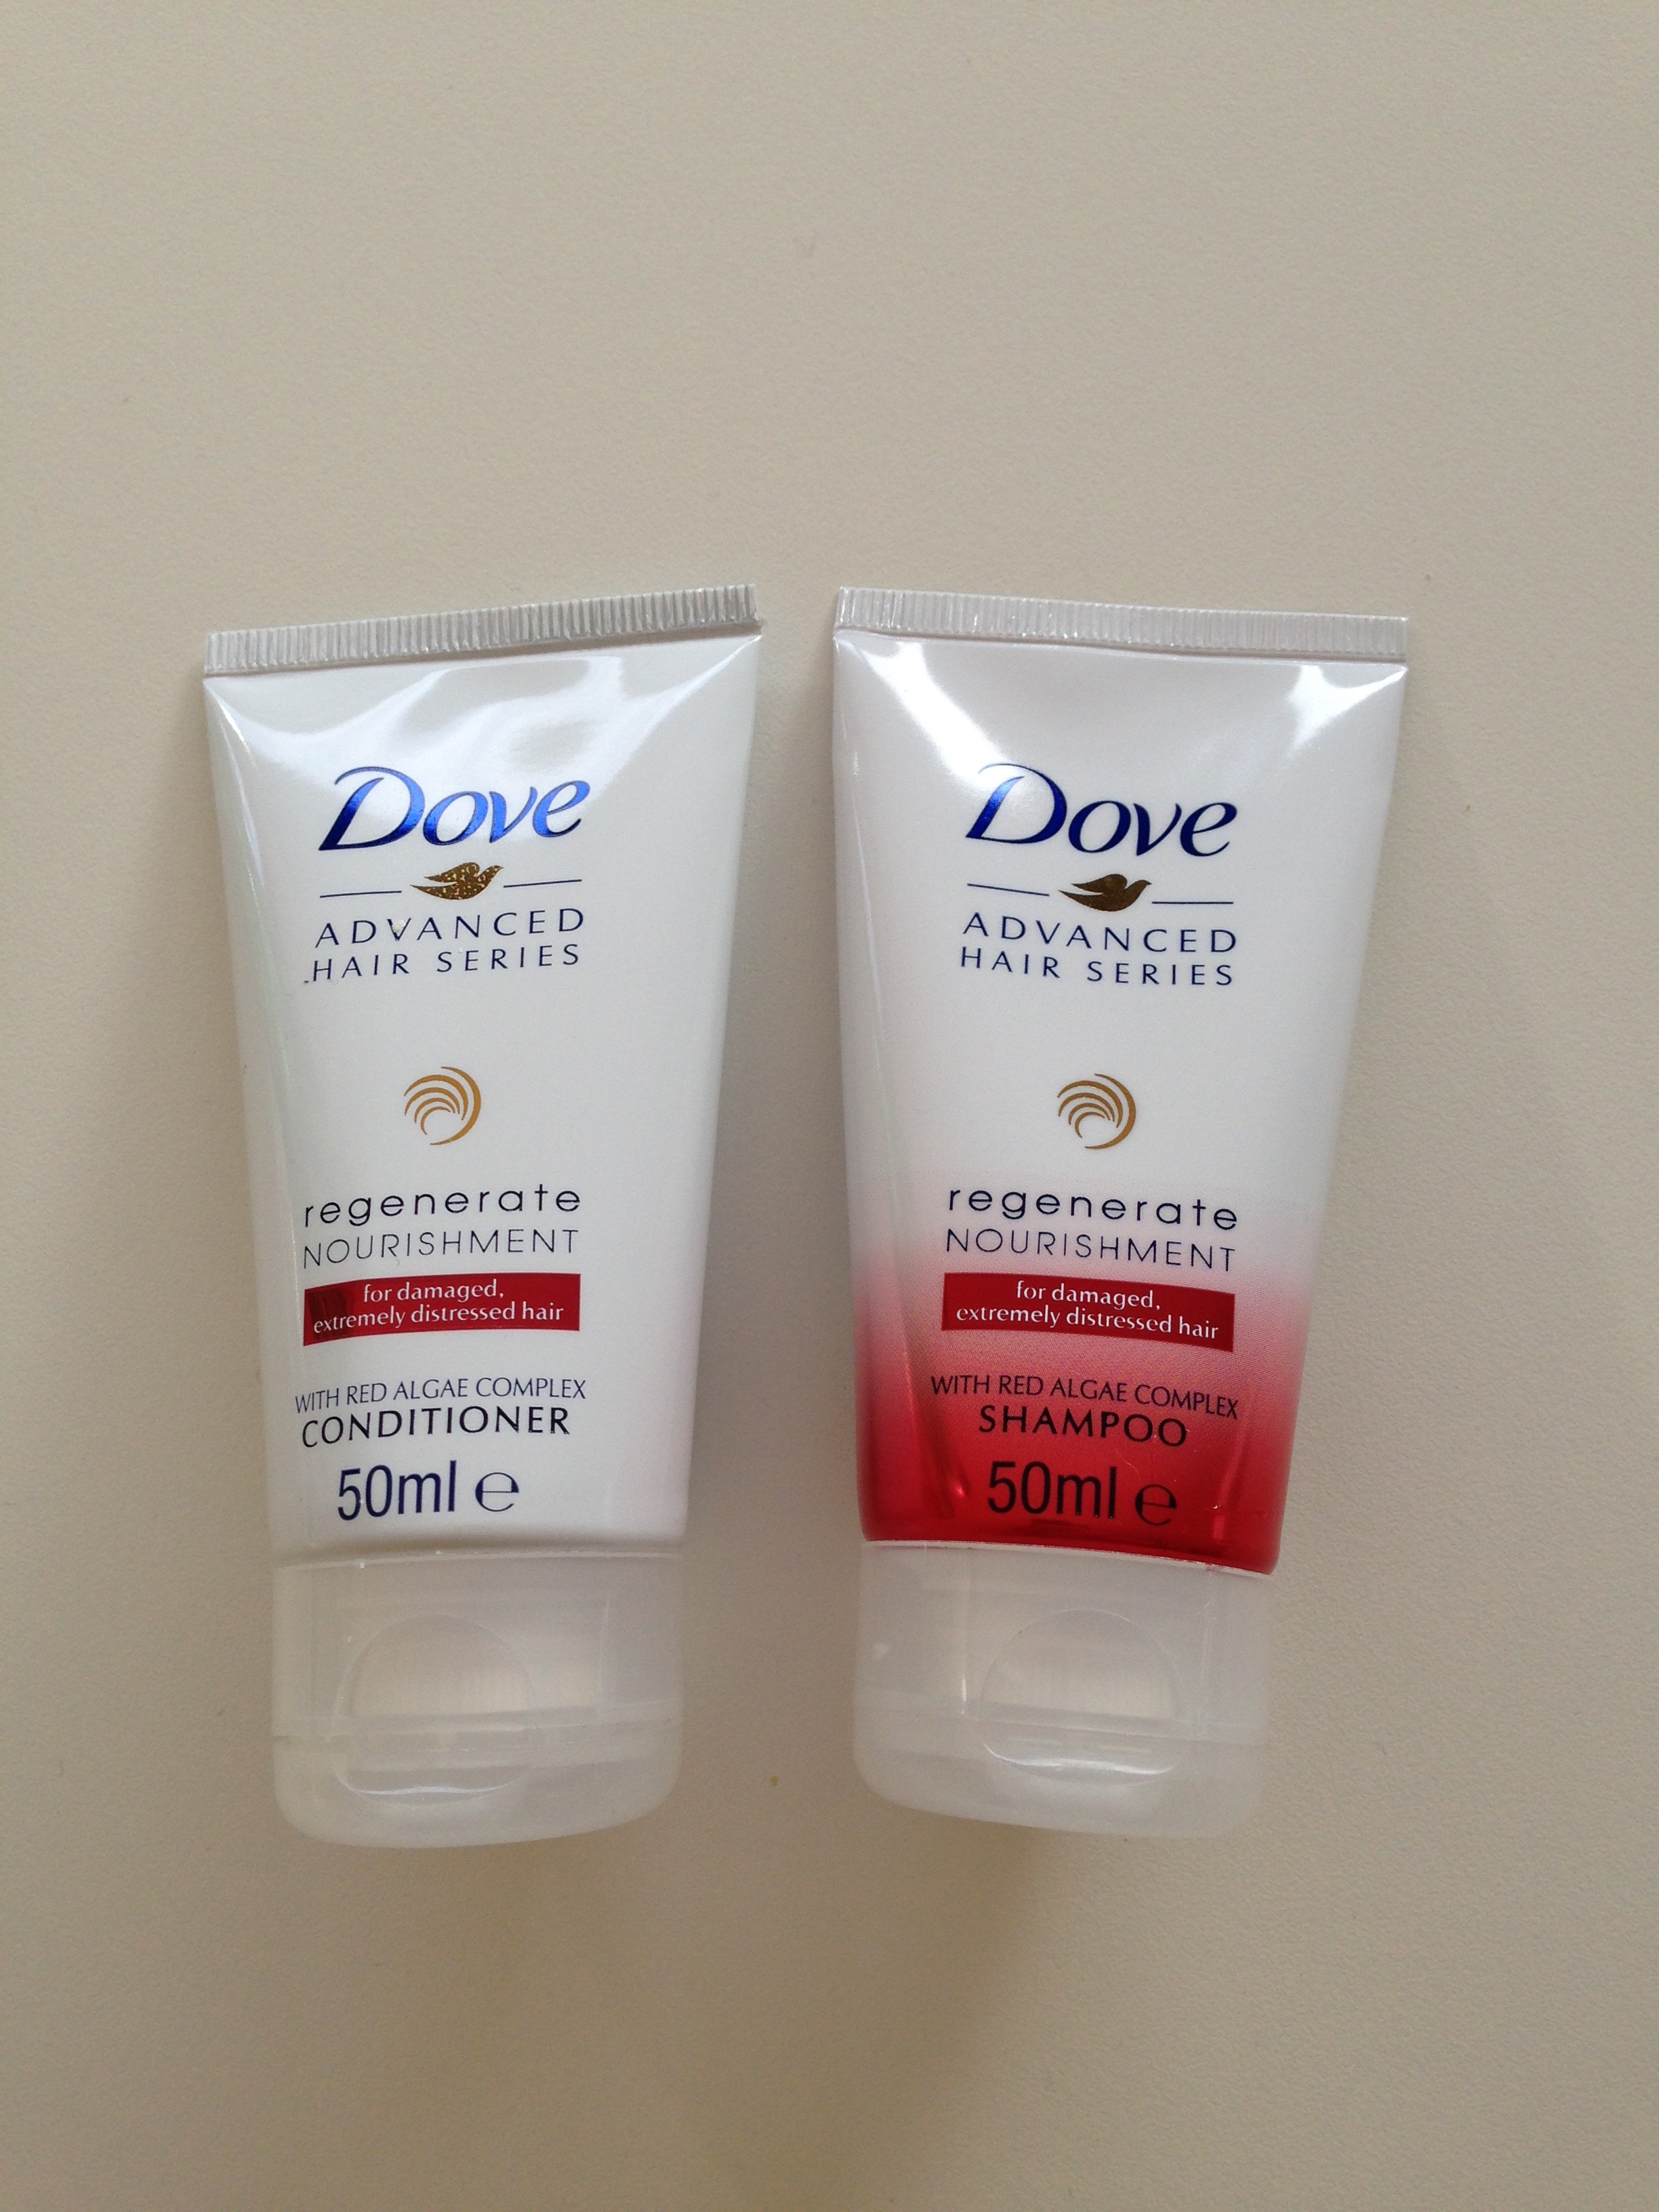 Dove
ADVANCED
HAIR SERIES
regenerate
NOURISHMENT
for damaged,
extremely distressed hair
WITH RED ALGAE COMPLEX
CONDITIONER
50ml ℮
Dove
ADVANCED
HAIR SERIES
regenerate
NOURISHMENT
for damaged,
extremely distressed hair
WITH RED ALGAE COMPLEX
SHAMPOO
50ml ℮